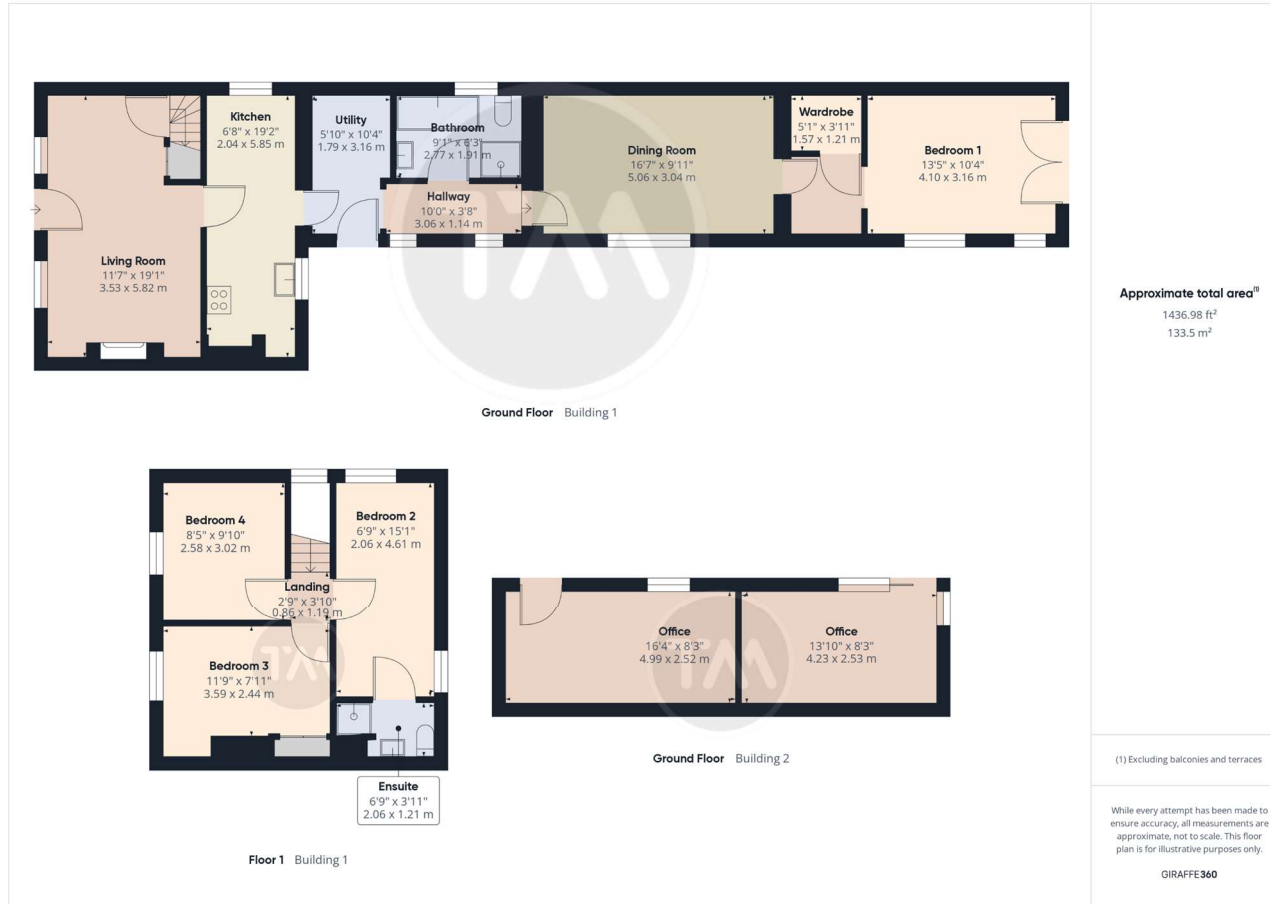 Kitchen
6'8" x 19'2"
2.04 x 5.85 m
Utility
5'10" x 10'4"
1.79 x 3.16 m
Bathroom
9'1" x 6'3"
2.77 x 1.91 m
Hallway
10'0" x 3'8"
3.06 x 1.14 m
Dining Room
16'7" x 9'11"
5.06 x 3.04 m
Wardrobe
5'1" x 3'11"
1.57 x 1.21 m
Bedroom 1
13'5" x 10'4"
4.10 x 3.16 m
Living Room
11'7" x 19'1"
3.53 x 5.82 m
TM
Ground Floor Building 1
Bedroom 4
8'5" x 9'10"
2.58 x 3.02 m
Bedroom 2
6'9" x 15'1"
2.06 x 4.61 m
Landing
2'9" x 3'10"
0.86 x 1.19 m
Bedroom 3
11'9" x 7'11"
3.59 x 2.44 m
TM
Ensuite
6'9" x 3'11"
2.06 x 1.21 m
Floor 1 Building 1
Office
16'4" x 8'3"
4.99 x 2.52 m
Office
13'10" x 8'3"
4.23 x 2.53 m
TM
Ground Floor Building 2
Approximate total area(1)
1436.98 ft²
133.5 m²
(1) Excluding balconies and terraces
While every attempt has been made to
ensure accuracy, all measurements are
approximate, not to scale. This floor
plan is for illustrative purposes only.
GIRAFFE360